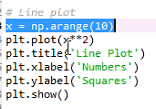 # Line plot
x = np.arange(10)
plt.plot(x**2)
plt.title('Line Plot')
plt.xlabel('Numbers')
plt.ylabel('Squares')
plt.show()